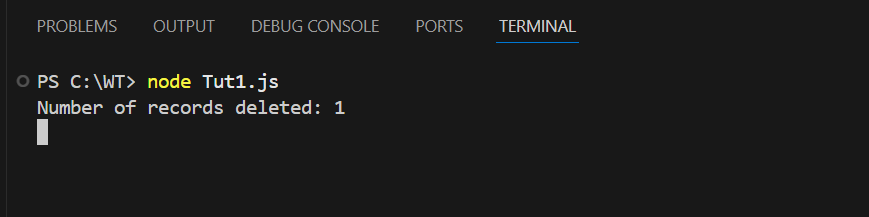 PROBLEMS OUTPUT DEBUG CONSOLE PORTS TERMINAL
PS C:\WT> node Tut1.js
Number of records deleted: 1